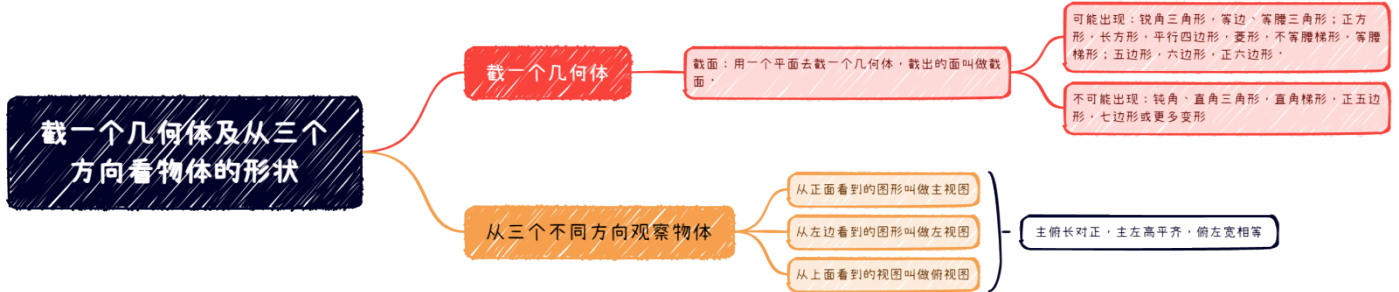 截一个几何体及从三个
方向看物体的形状
截一个几何体
截面：用一个平面去截一个几何体，截出的面叫做截
面。
可能出现：锐角三角形，等边、等腰三角形；正方
形，长方形，平行四边形，菱形，不等腰梯形，等腰
梯形；五边形，六边形，正六边形。
不可能出现：钝角、直角三角形，直角梯形，正五边
形，七边形或更多变形
从三个不同方向观察物体
从正面看到的图形叫做主视图
从左边看到的图形叫做左视图
从上面看到的视图叫做俯视图
主俯长对正，主左高平齐，俯左宽相等